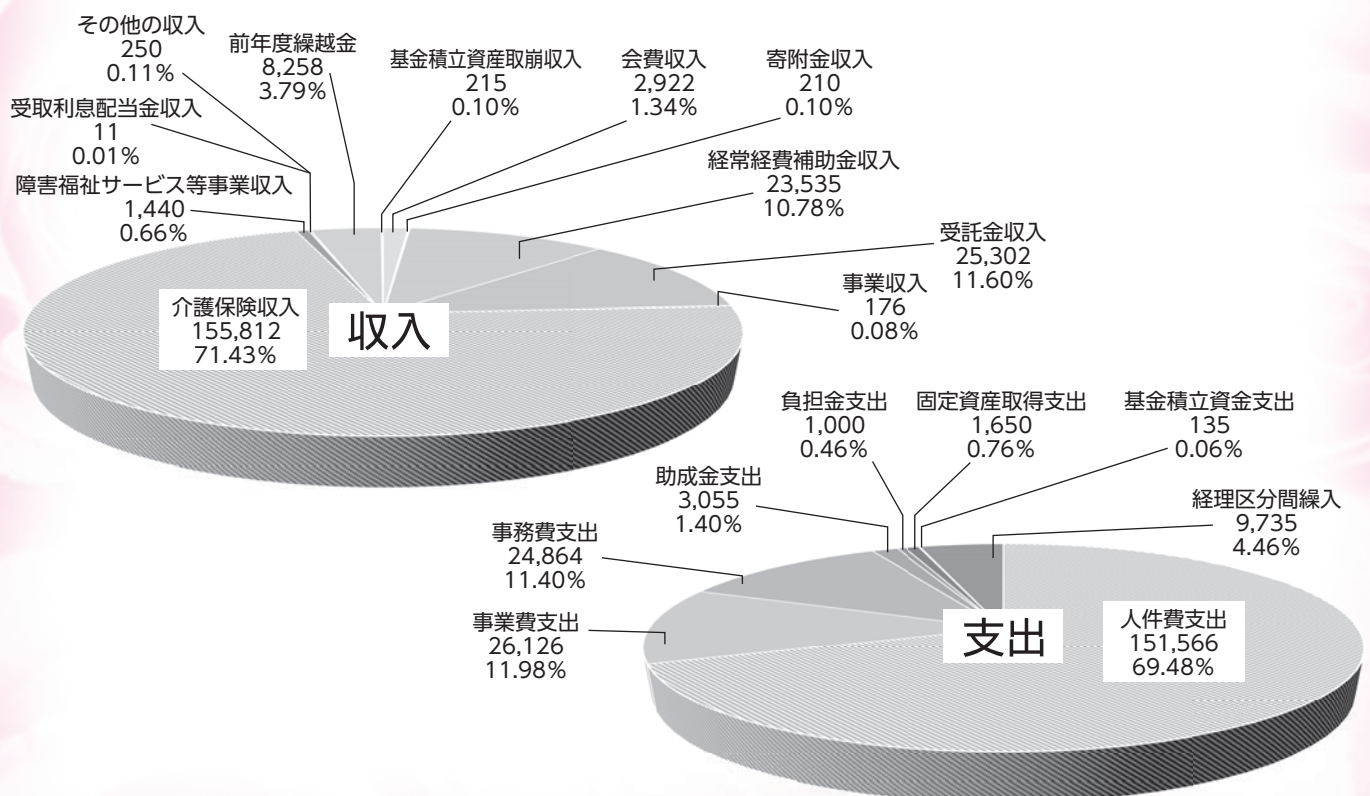 その他の収入
250
0.11%
前年度繰越金
8,258
3.79%
基金積立資産取崩収入
215
0.10%
会費収入
2,922
1.34%
寄附金収入
210
0.10%
受取利息配当金収入
11
0.01%
障害福祉サービス等事業収入
1,440
0.66%
経常経費補助金収入
23,535
10.78%
受託金収入
25,302
11.60%
事業収入
176
0.08%
介護保険収入
155,812
71.43%
収入
負担金支出
1,000
0.46%
固定資産取得支出
1,650
0.76%
基金積立資金支出
135
0.06%
助成金支出
3,055
1.40%
経理区分間繰入
9,735
4.46%
事務費支出
24,864
11.40%
事業費支出
26,126
11.98%
支出
人件費支出
151,566
69.48%